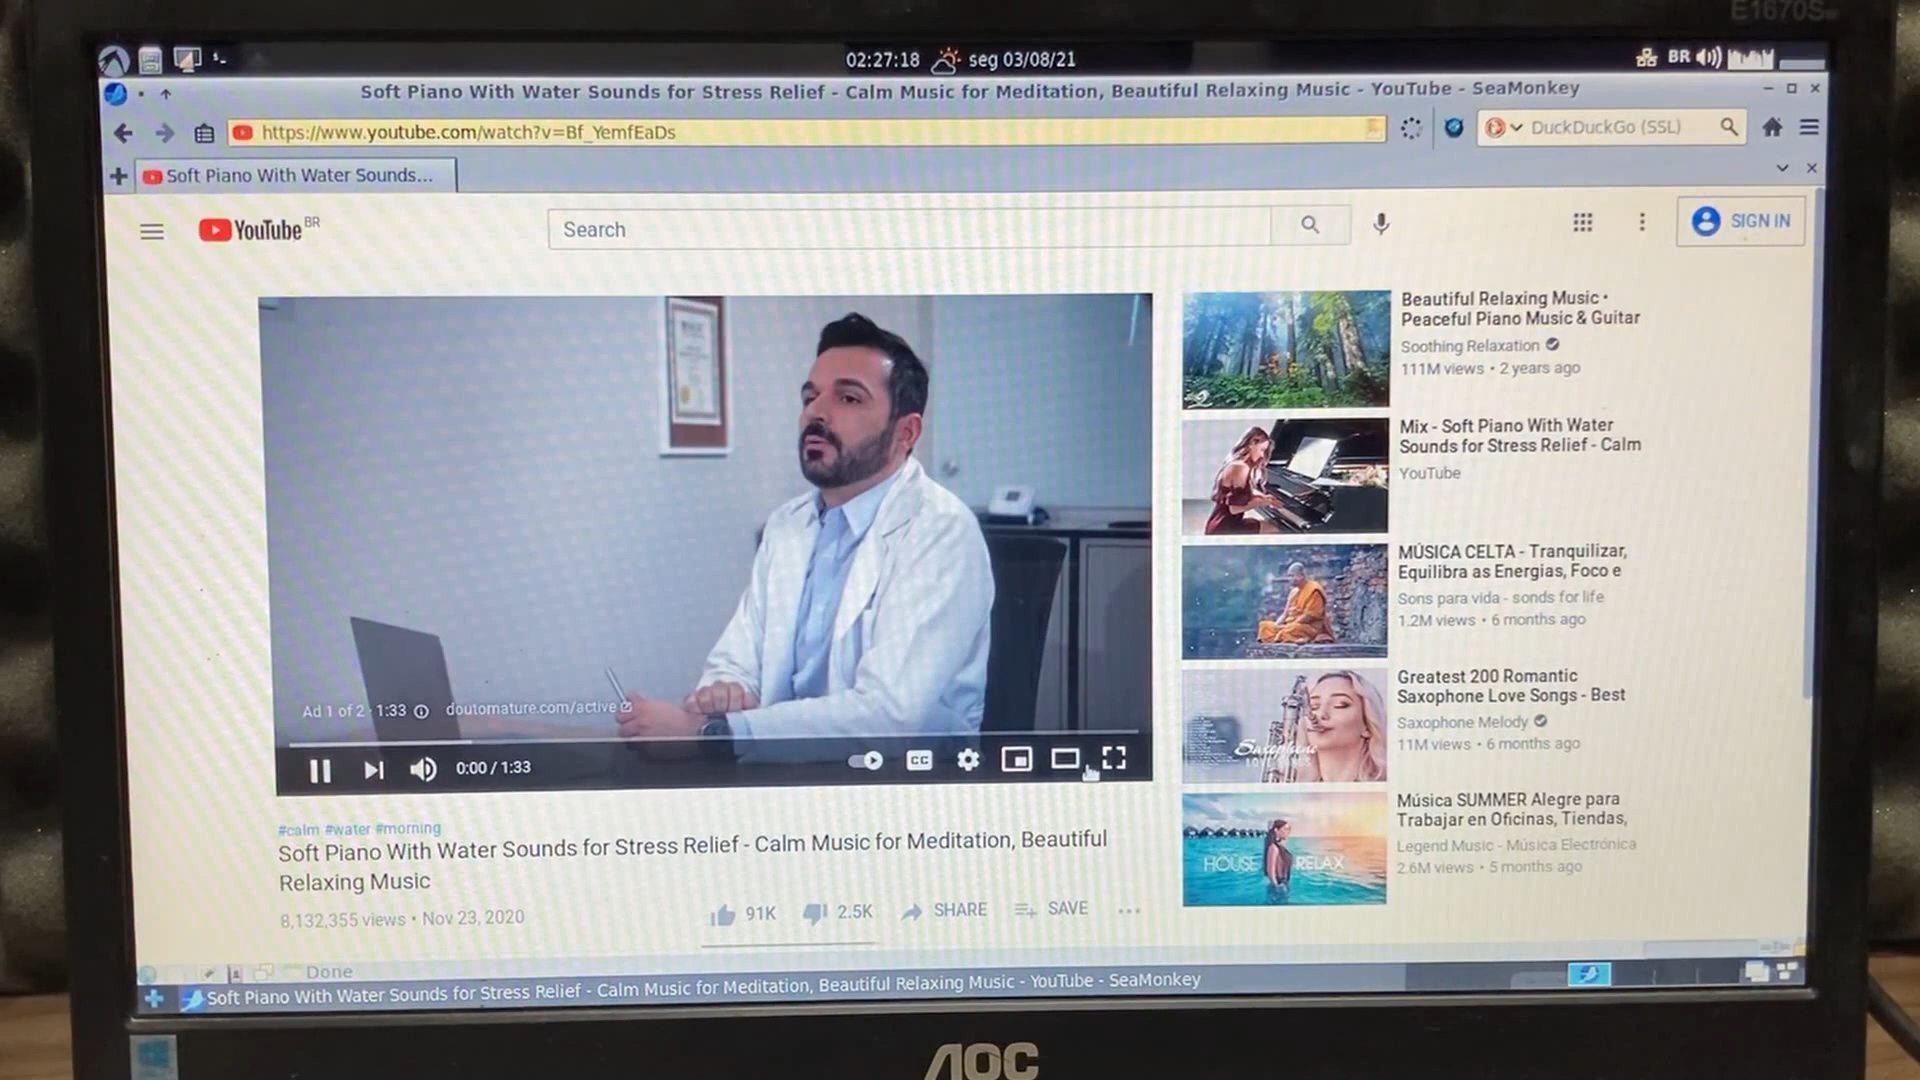 E1670S
02:27:18 seg 03/08/21 BR
Soft Piano With Water Sounds for Stress Relief - Calm Music for Meditation, Beautiful Relaxing Music - YouTube - SeaMonkey
https://www.youtube.com/watch?v=Bf_YemfEaDs
DuckDuckGo (SSL)
Soft Piano With Water Sounds...
YouTube BR
Search
SIGN IN
Ad 1 of 2 · 1:33 doutornature.com/active
CC
0:00 / 1:33
#calm #water #morning
Soft Piano With Water Sounds for Stress Relief - Calm Music for Meditation, Beautiful
Relaxing Music
8,132,355 views • Nov 23, 2020
91K 2.5K SHARE SAVE
Beautiful Relaxing Music •
Peaceful Piano Music & Guitar
Soothing Relaxation
111M views • 2 years ago
Mix - Soft Piano With Water
Sounds for Stress Relief - Calm
YouTube
MÚSICA CELTA - Tranquilizar,
Equilibra as Energias, Foco e
Sons para vida - sonds for life
1.2M views • 6 months ago
Saxophone
LOVE SONGS
Greatest 200 Romantic
Saxophone Love Songs - Best
Saxophone Melody
11M views • 6 months ago
HOUSE RELAX
Música SUMMER Alegre para
Trabajar en Oficinas, Tiendas,
Legend Music - Música Electrónica
2.6M views • 5 months ago
Done
Soft Piano With Water Sounds for Stress Relief - Calm Music for Meditation, Beautiful Relaxing Music - YouTube - SeaMonkey
AOC